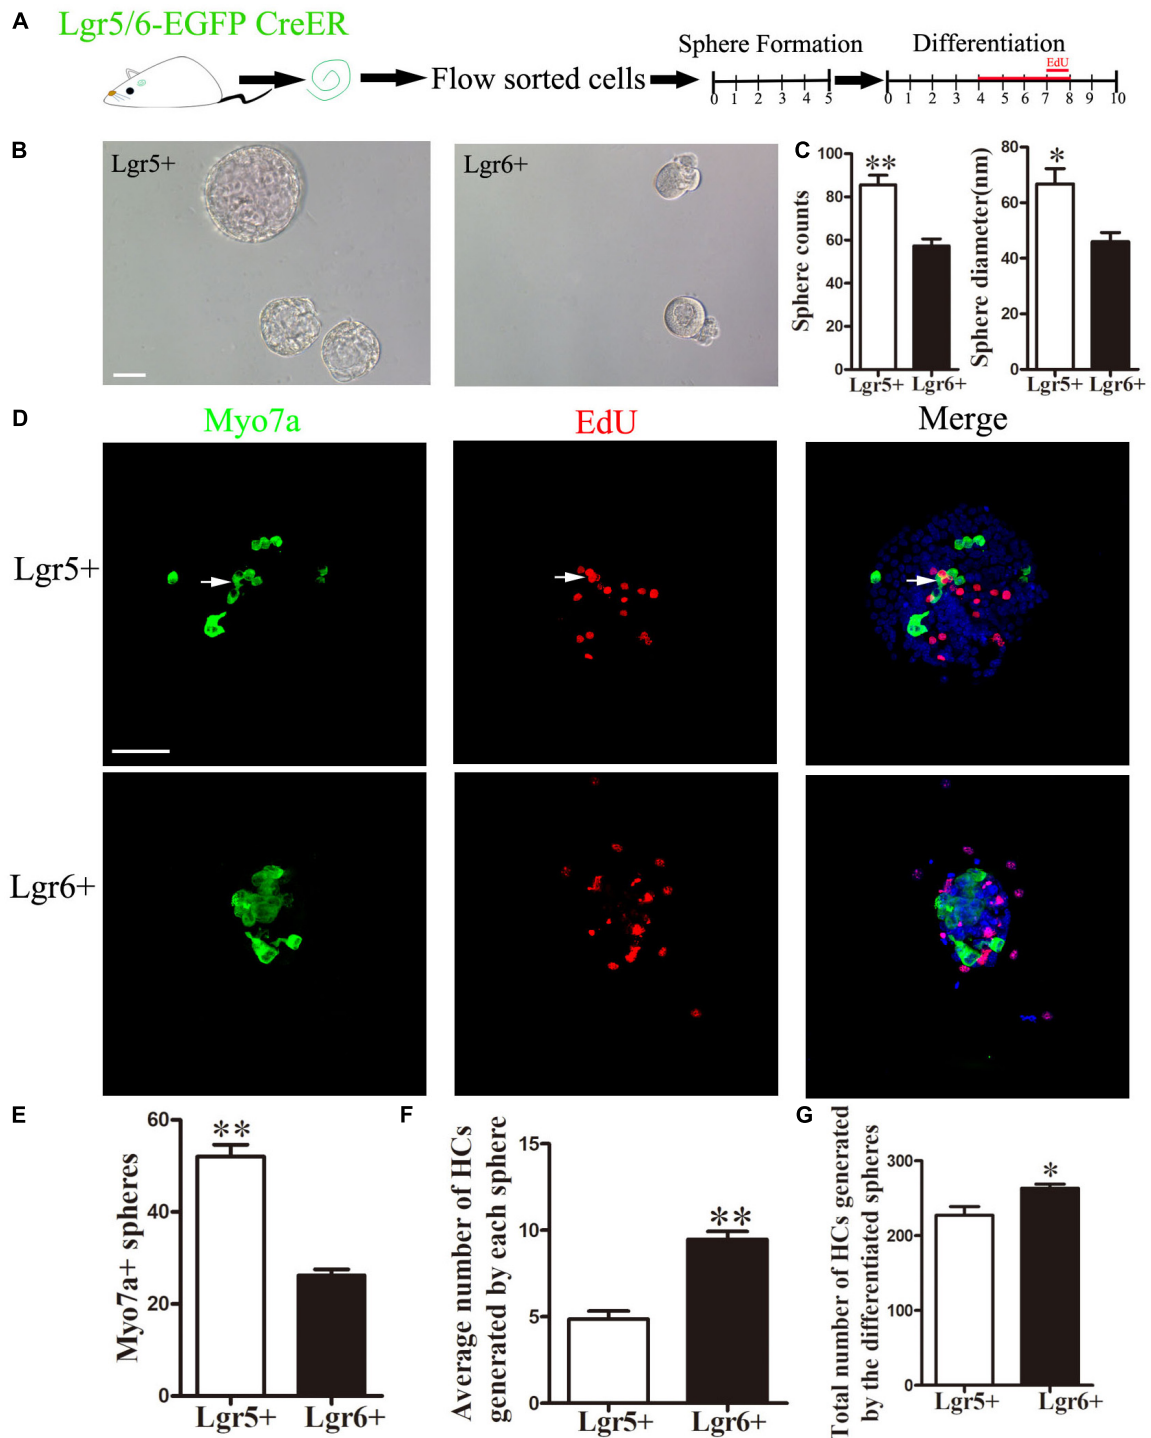 A
Lgr5/6-EGFP CreER
Flow sorted cells
Sphere Formation
0 1 2 3 4 5
Differentiation
EdU
0 1 2 3 4 5 6 7 8 9 10
B
Lgr5+
Lgr6+
C
Sphere counts
100
80
60
40
20
0
**
Lgr5+ Lgr6+
Sphere diameter(nm)
80
60
40
20
0
*
Lgr5+ Lgr6+
D
Myo7a
EdU
Merge
Lgr5+
Lgr6+
E
Myo7a+ spheres
60
40
20
0
**
Lgr5+ Lgr6+
F
Average number of HCs
generated by each sphere
15
10
5
0
**
Lgr5+ Lgr6+
G
Total number of HCs generated
by the differentiated spheres
300
200
100
0
*
Lgr5+ Lgr6+